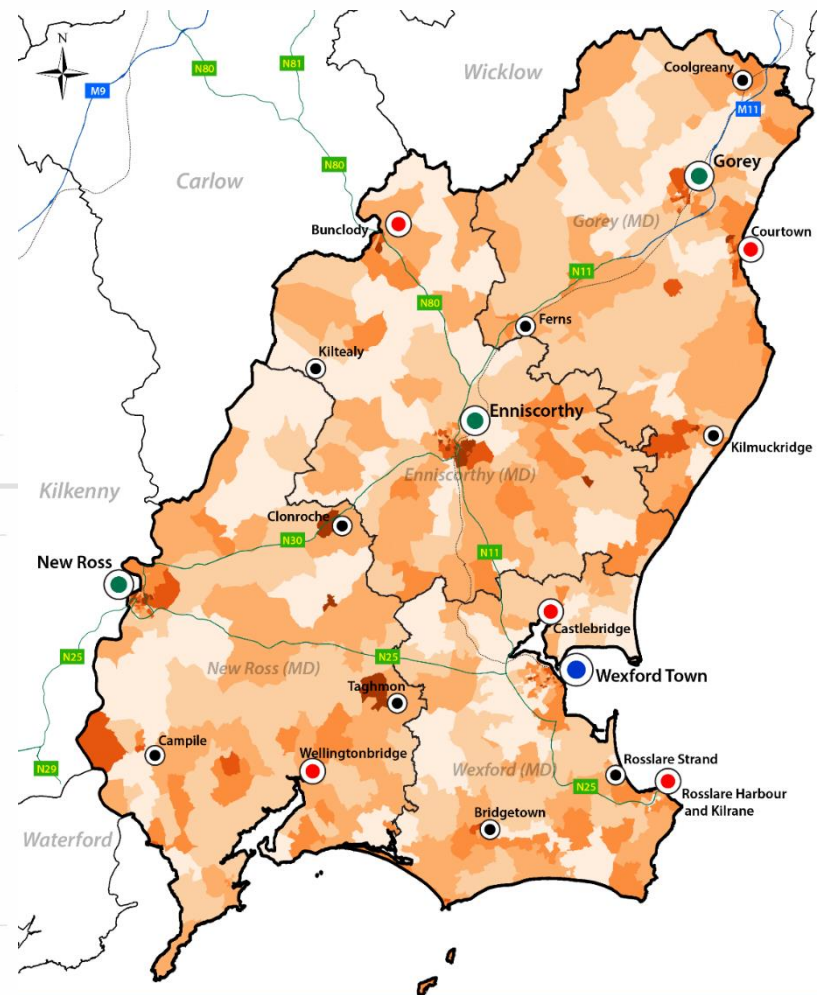 N
N80
N81
Wicklow
Coolgreany
M9
M11
N80
Gorey
Carlow
Bunclody
Gorey (MD)
Courtown
N11
N80
Ferns
Kiltealy
Enniscorthy
Kilmuckridge
Enniscorthy (MD)
Kilkenny
Clonroche
N30
N11
New Ross
Castlebridge
N25
N25
Wexford Town
New Ross (MD)
Taghmon
Campile
Wellingtonbridge
Rosslare Strand
N29
Wexford (MD)
N25
Rosslare Harbour
and Kilrane
Bridgetown
Waterford